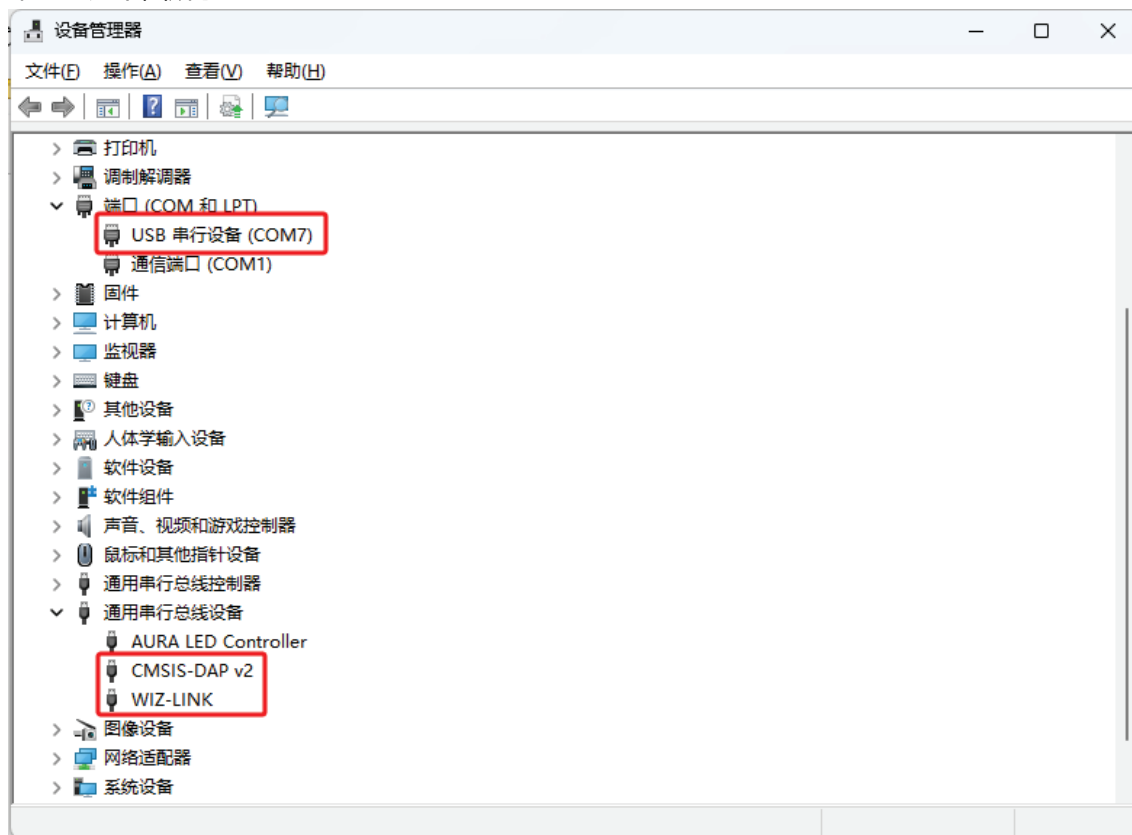 设备管理器
文件(F) 操作(A) 查看(V) 帮助(H)
打印机
调制解调器
端口 (COM 和 LPT)
USB 串行设备 (COM7)
通信端口 (COM1)
固件
计算机
监视器
键盘
其他设备
人体学输入设备
软件设备
软件组件
声音、视频和游戏控制器
鼠标和其他指针设备
通用串行总线控制器
通用串行总线设备
AURA LED Controller
CMSIS-DAP v2
WIZ-LINK
图像设备
网络适配器
系统设备